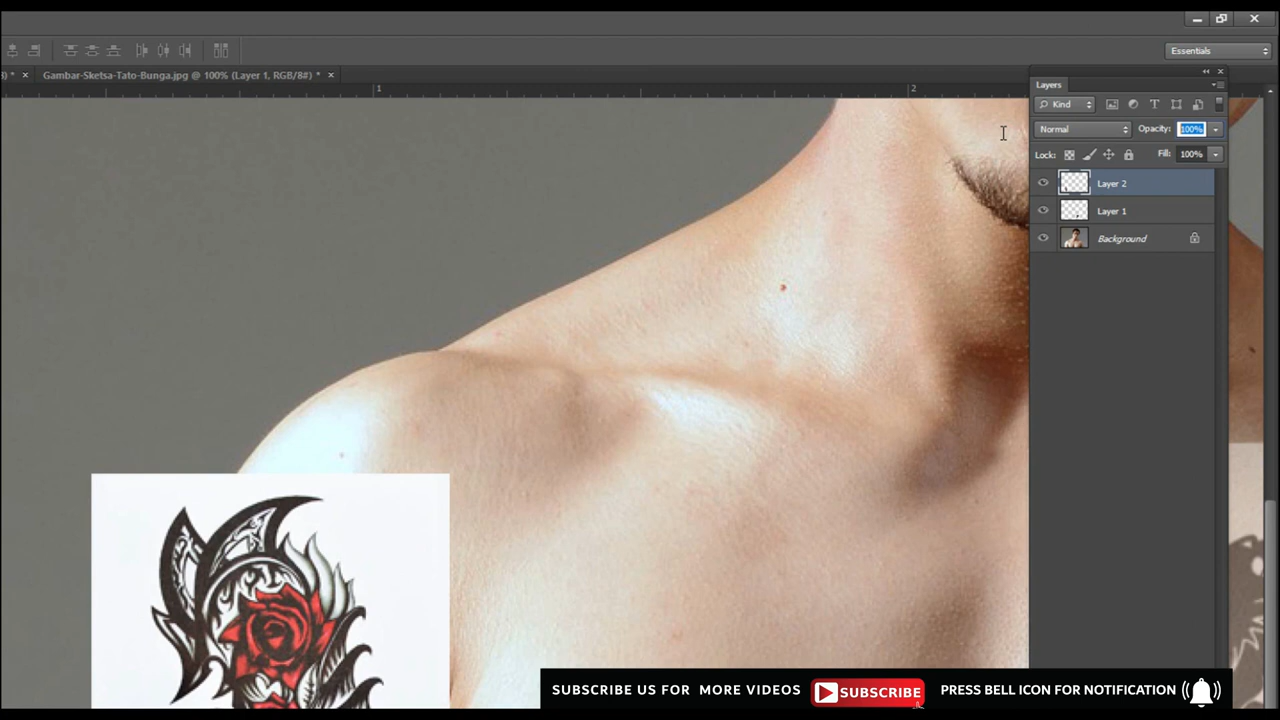 Essentials
8) *
Gambar-Sketsa-Tato-Bunga.jpg @ 100% (Layer 1, RGB/8#) *
1
2
Layers
Kind
Normal
Opacity: 100%
Lock:
Fill: 100%
Layer 2
Layer 1
Background
SUBSCRIBE US FOR MORE VIDEOS
SUBSCRIBE
PRESS BELL ICON FOR NOTIFICATION